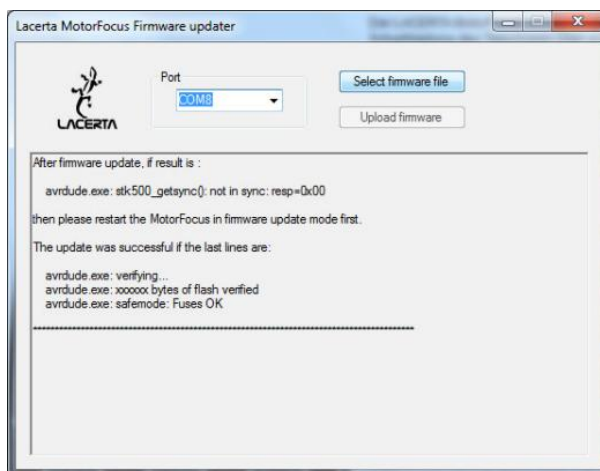 Lacerta MotorFocus Firmware updater
Port
COM8
Select firmware file
LACERTA
Upload firmware
After firmware update, if result is :
avrdude.exe: stk500_getsync(): not in sync: resp=0x00
then please restart the MotorFocus in firmware update mode first.
The update was successful if the last lines are:
avrdude.exe: verifying...
avrdude.exe: xxxxxx bytes of flash verified
avrdude.exe: safemode: Fuses OK